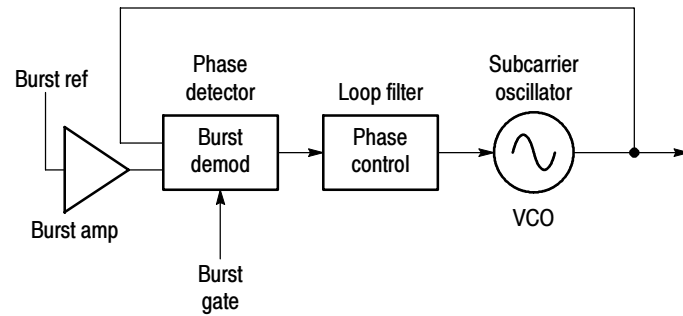 Burst ref
Burst amp
Phase
detector
Burst
demod
Burst
gate
Loop filter
Phase
control
Subcarrier
oscillator
VCO